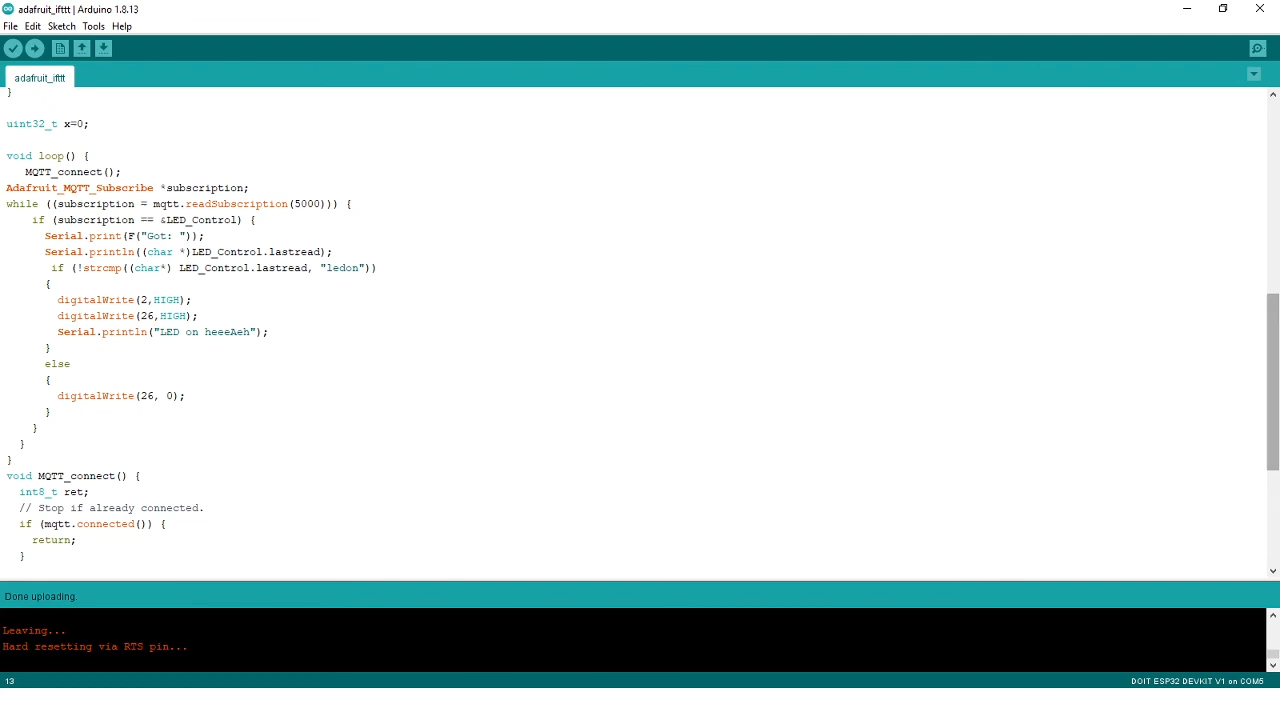 adafruit_ifttt | Arduino 1.8.13
File Edit Sketch Tools Help
adafruit_ifttt
}
uint32_t x=0;
void loop() {
MQTT_connect();
Adafruit_MQTT_Subscribe *subscription;
while ((subscription = mqtt.readSubscription(5000))) {
if (subscription == &LED_Control) {
Serial.print(F("Got: "));
Serial.println((char *)LED_Control.lastread);
if (!strcmp((char*) LED_Control.lastread, "ledon"))
{
digitalWrite(2,HIGH);
digitalWrite(26,HIGH);
Serial.println("LED on heeeAeh");
}
else
{
digitalWrite(26, 0);
}
}
}
}
void MQTT_connect() {
int8_t ret;
// Stop if already connected.
if (mqtt.connected()) {
return;
}
Done uploading.
Leaving...
Hard resetting via RTS pin...
13 DOIT ESP32 DEVKIT V1 on COM5